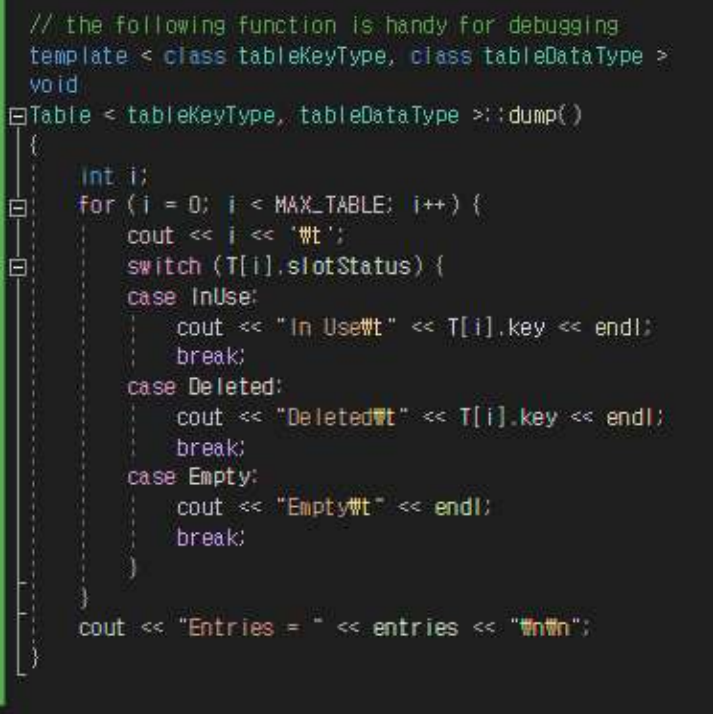 // the following function is handy for debugging
template < class tableKeyType, class tableDataType >
void
Table < tableKeyType, tableDataType >::dump()
{
int i;
for (i = 0; i < MAX_TABLE; i++) {
cout << i << '₩t';
switch (T[i].slotStatus) {
case InUse:
cout << "In Use₩t" << T[i].key << endl;
break;
case Deleted:
cout << "Deleted₩t" << T[i].key << endl;
break;
case Empty:
cout << "Empty₩t" << endl;
break;
}
}
cout << "Entries = " << entries << "₩n₩n";
}